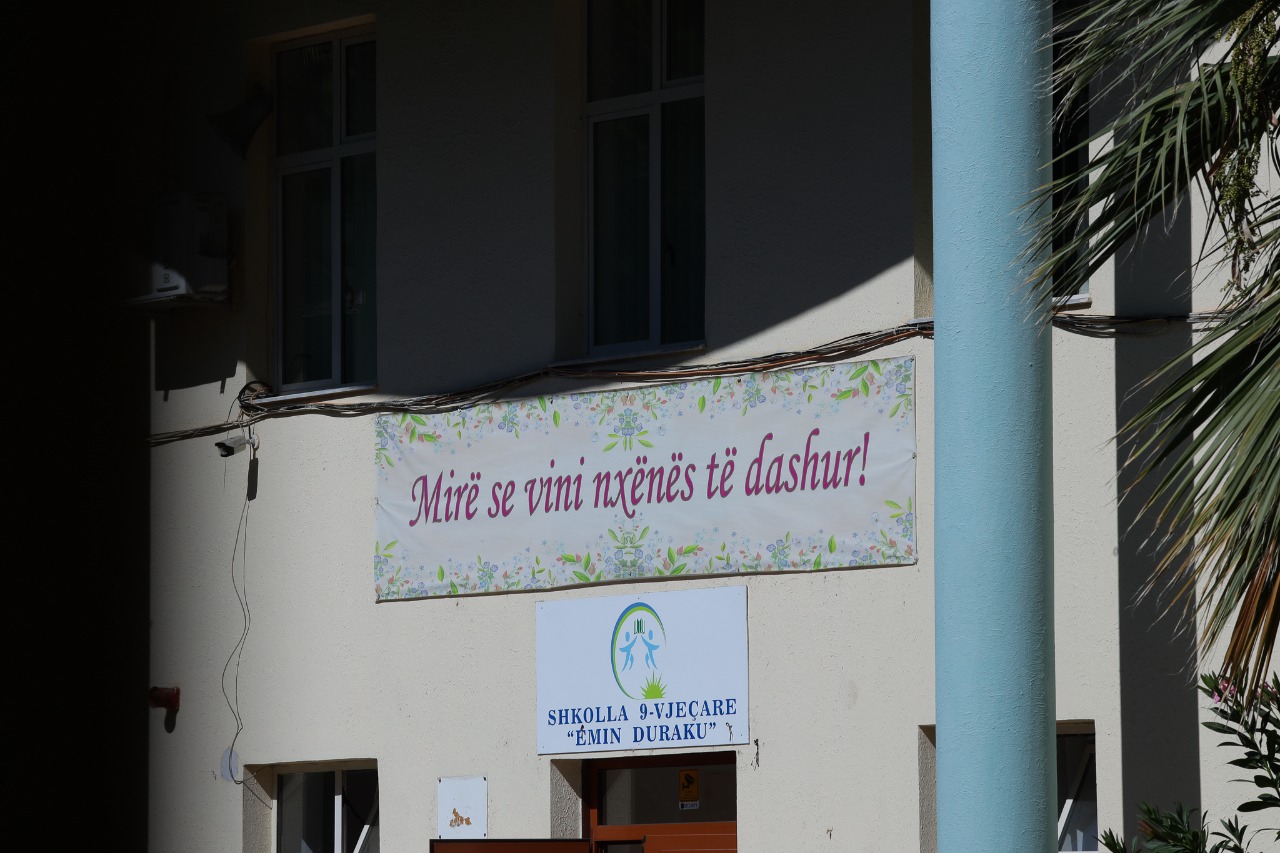 Mirë se vini nxënës të dashur!
SHKOLLA 9-VJEÇARE
“EMIN DURAKU”